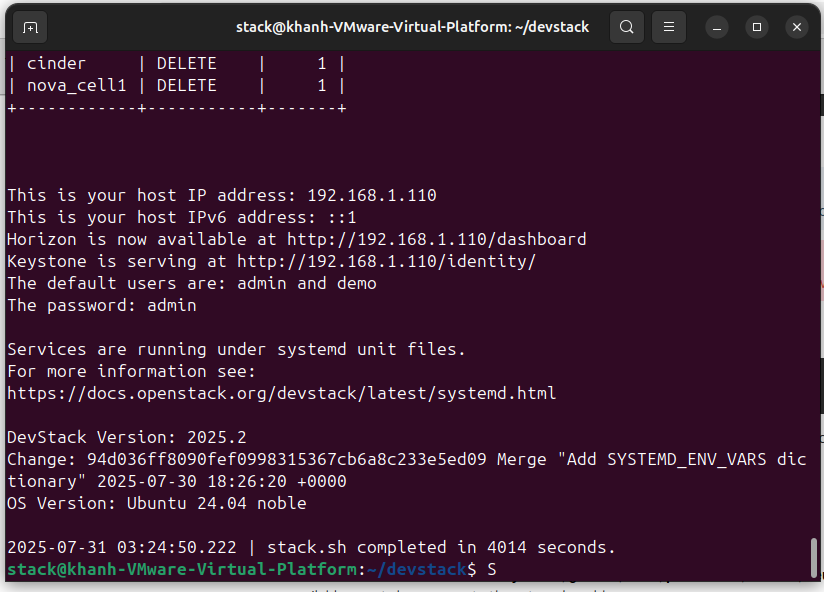 stack@khanh-VMware-Virtual-Platform: ~/devstack
| cinder     | DELETE    |     1 |
| nova_cell1 | DELETE    |     1 |
+------------+-----------+-------+
This is your host IP address: 192.168.1.110
This is your host IPv6 address: ::1
Horizon is now available at http://192.168.1.110/dashboard
Keystone is serving at http://192.168.1.110/identity/
The default users are: admin and demo
The password: admin
Services are running under systemd unit files.
For more information see:
https://docs.openstack.org/devstack/latest/systemd.html
DevStack Version: 2025.2
Change: 94d036ff8090fef0998315367cb6a8c233e5ed09 Merge "Add SYSTEMD_ENV_VARS dic
tionary" 2025-07-30 18:26:20 +0000
OS Version: Ubuntu 24.04 noble
2025-07-31 03:24:50.222 | stack.sh completed in 4014 seconds.
stack@khanh-VMware-Virtual-Platform:~/devstack$ S